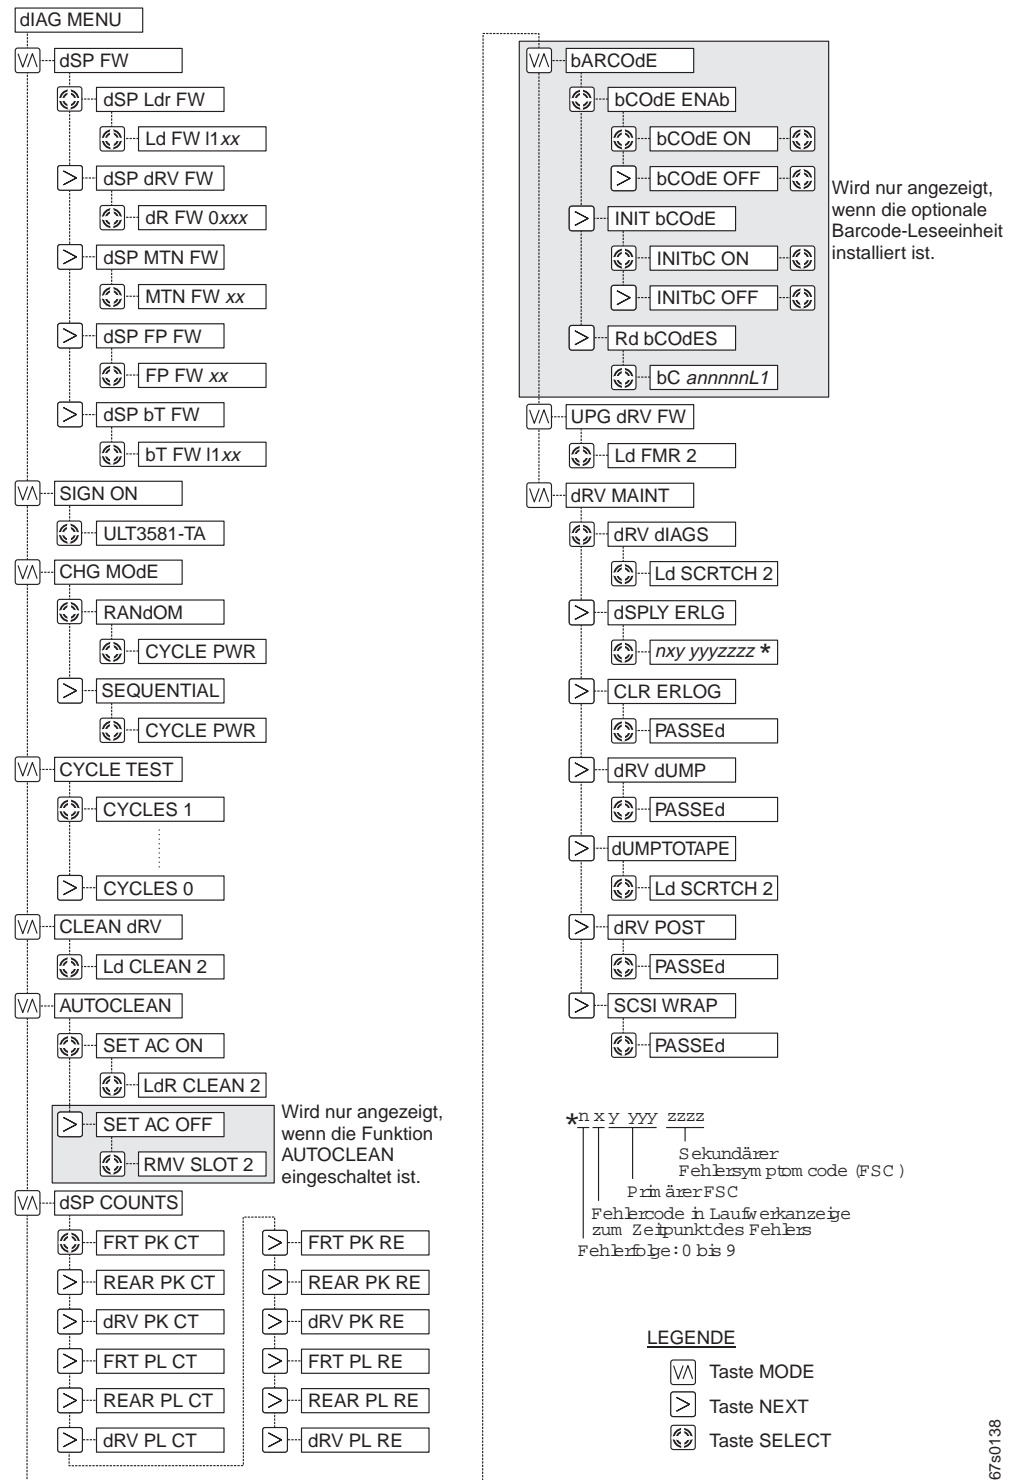 dIAG MENU
dSP FW
dSP Ldr FW
Ld FW I1xx
dSP dRV FW
dR FW 0xxx
dSP MTN FW
MTN FW xx
dSP FP FW
FP FW xx
dSP bT FW
bT FW I1xx
SIGN ON
ULT3581-TA
CHG MOdE
RANdOM
CYCLE PWR
SEQUENTIAL
CYCLE PWR
CYCLE TEST
CYCLES 1
CYCLES 0
CLEAN dRV
Ld CLEAN 2
AUTOCLEAN
SET AC ON
LdR CLEAN 2
SET AC OFF
RMV SLOT 2
Wird nur angezeigt,
wenn die Funktion
AUTOCLEAN
eingeschaltet ist.
dSP COUNTS
FRT PK CT
REAR PK CT
dRV PK CT
FRT PL CT
REAR PL CT
dRV PL CT
FRT PK RE
REAR PK RE
dRV PK RE
FRT PL RE
REAR PL RE
dRV PL RE
bARCOdE
bCOdE ENAb
bCOdE ON
bCOdE OFF
INIT bCOdE
INITbC ON
INITbC OFF
Rd bCOdES
bC annnnnL1
Wird nur angezeigt,
wenn die optionale
Barcode-Leseeinheit
installiert ist.
UPG dRV FW
Ld FMR 2
dRV MAINT
dRV dIAGS
Ld SCRTCH 2
dSPLY ERLG
nxy yyyzzzz *
CLR ERLOG
PASSEd
dRV dUMP
PASSEd
dUMPTOTAPE
Ld SCRTCH 2
dRV POST
PASSEd
SCSI WRAP
PASSEd
*n x y yyy zzzz
Sekundärer
Fehlersymptomcode (FSC)
Primärer FSC
Fehlercode in Laufwerkanzeige
zum Zeitpunkt des Fehlers
Fehlerfolge: 0 bis 9
LEGENDE
Taste MODE
Taste NEXT
Taste SELECT
67s0138